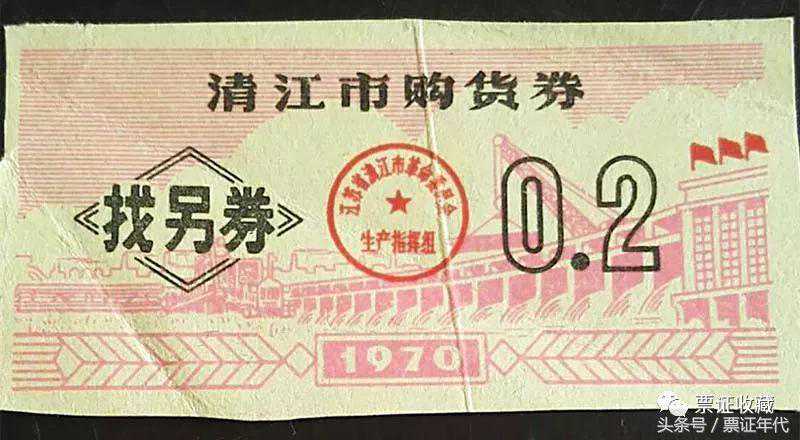 清江市购货券
找另券
江苏省清江市革命委员会
生产指挥组
0.2
1970
票证收藏
头条号/票证年代